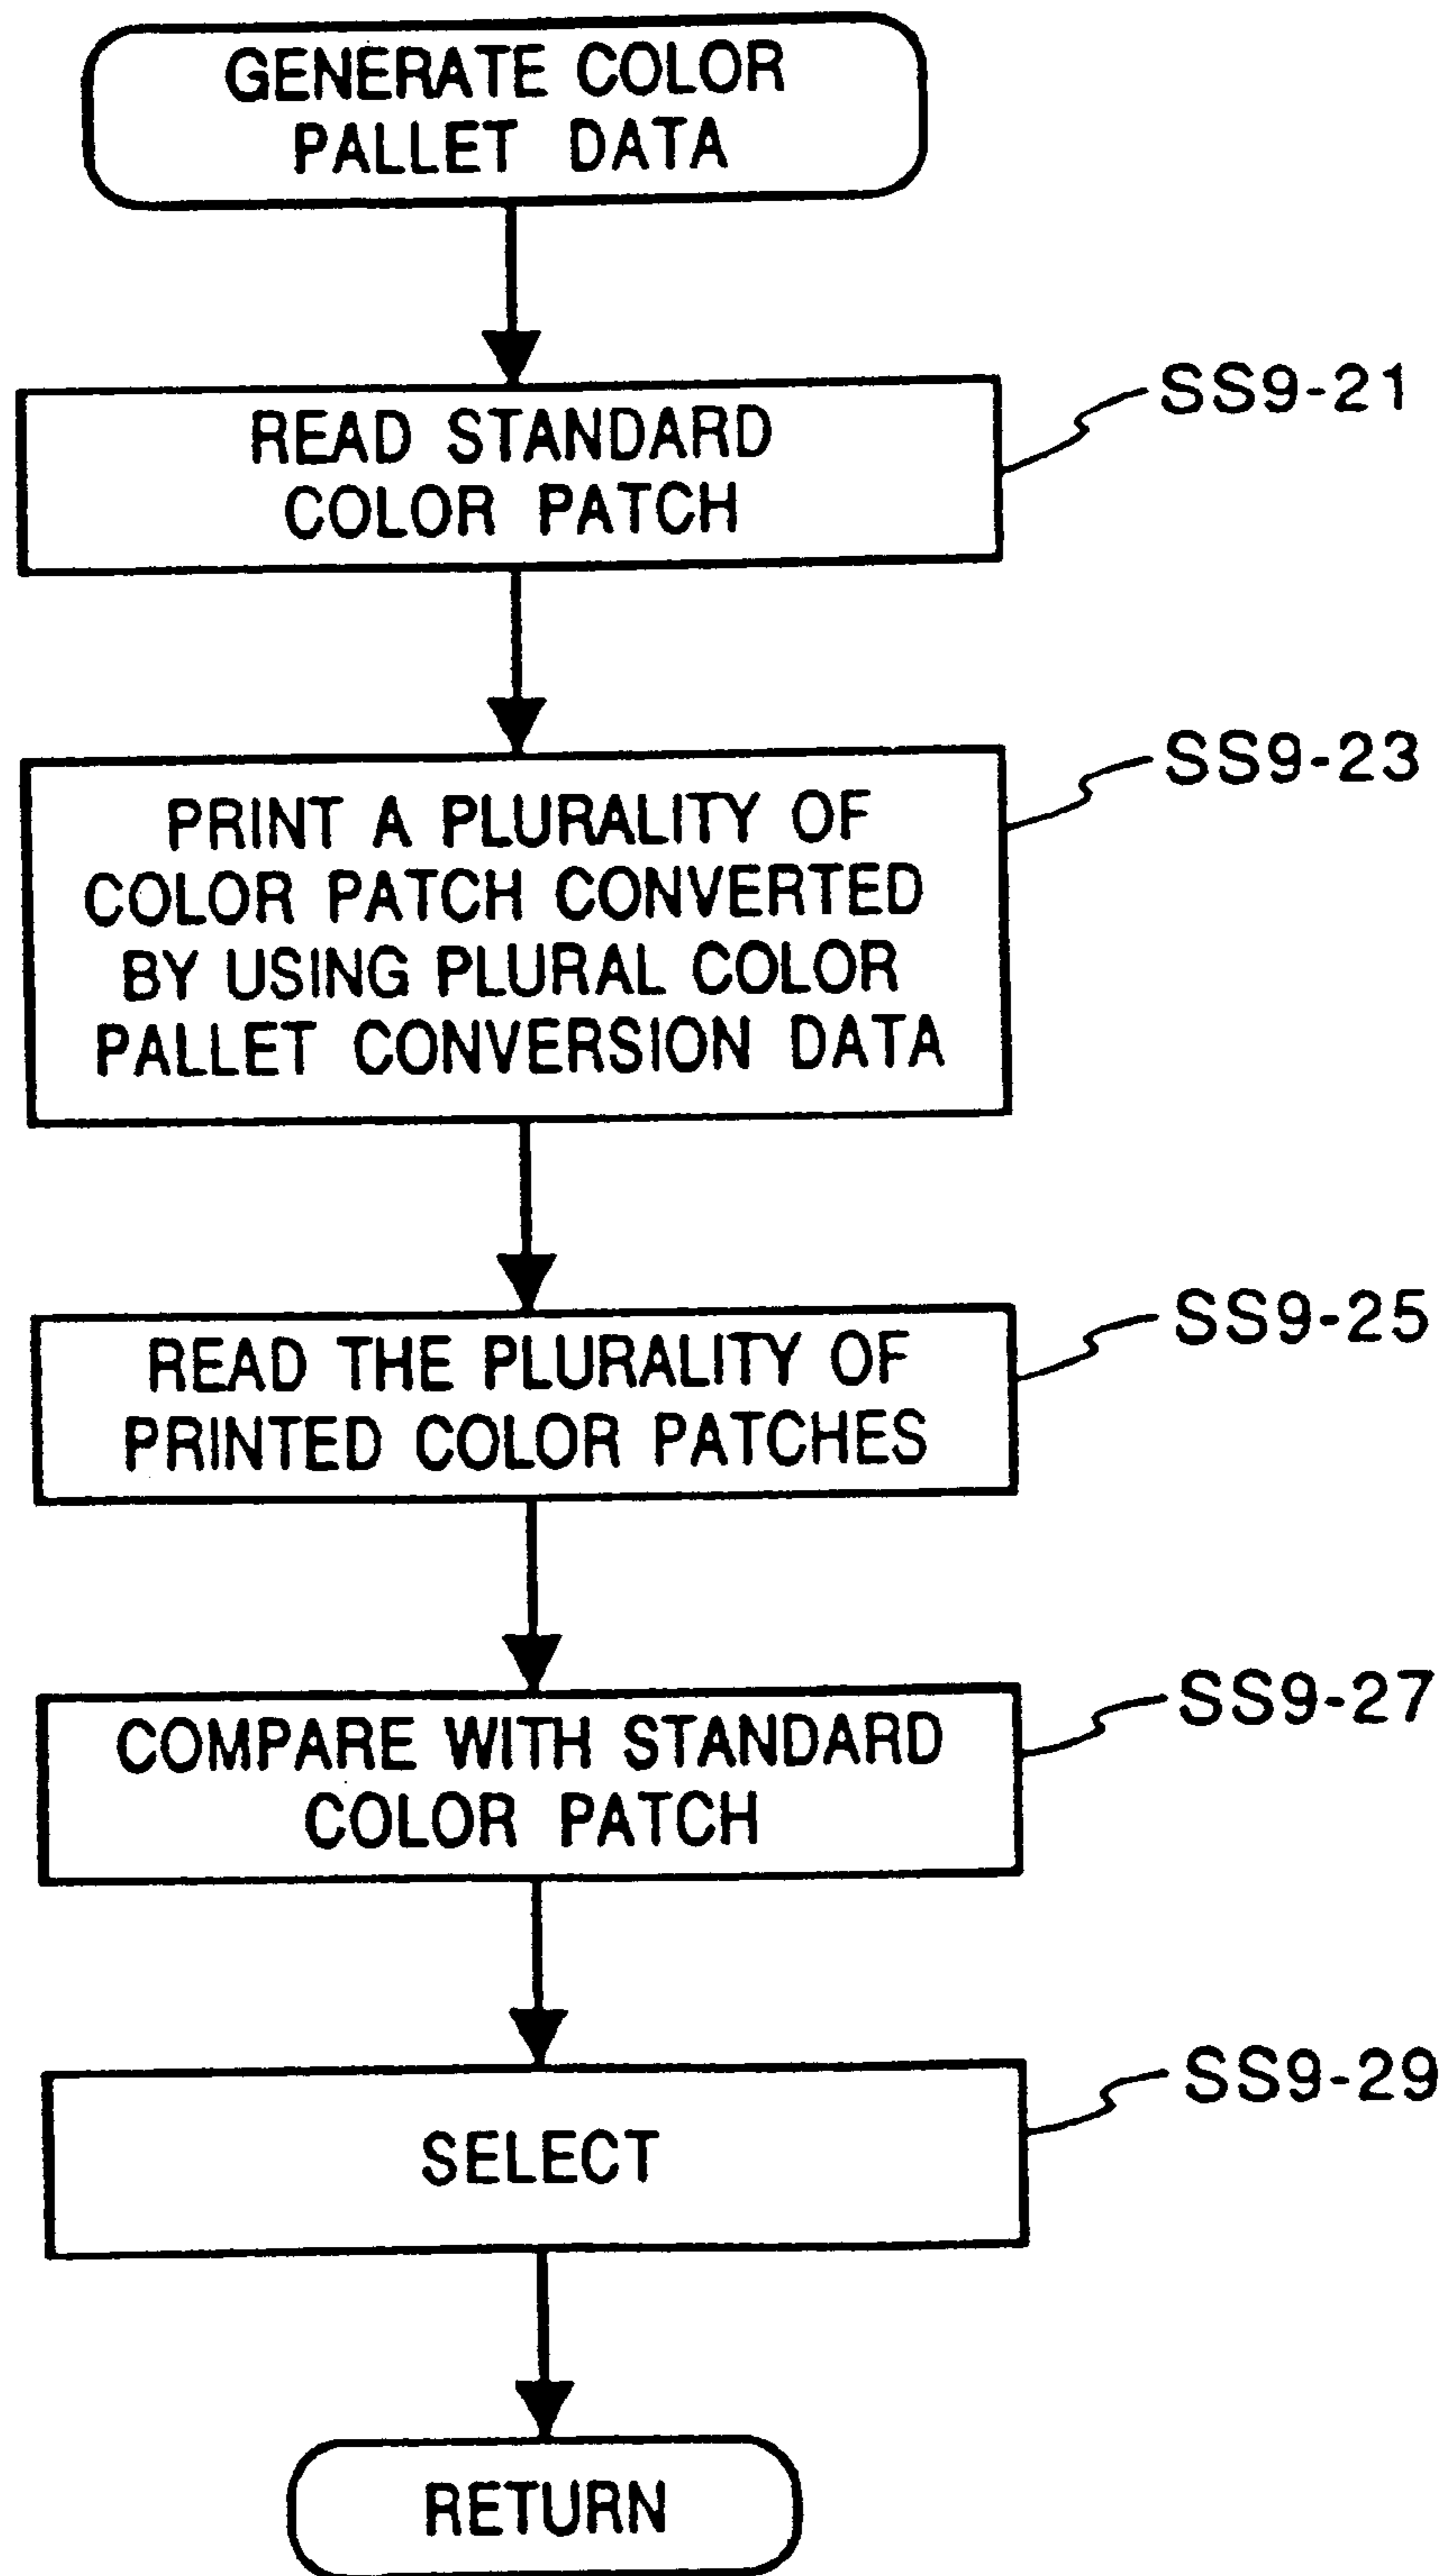 GENERATE COLOR
PALLET DATA
READ STANDARD
COLOR PATCH
SS9-21
PRINT A PLURALITY OF
COLOR PATCH CONVERTED
BY USING PLURAL COLOR
PALLET CONVERSION DATA
SS9-23
READ THE PLURALITY OF
PRINTED COLOR PATCHES
SS9-25
COMPARE WITH STANDARD
COLOR PATCH
SS9-27
SELECT
SS9-29
RETURN